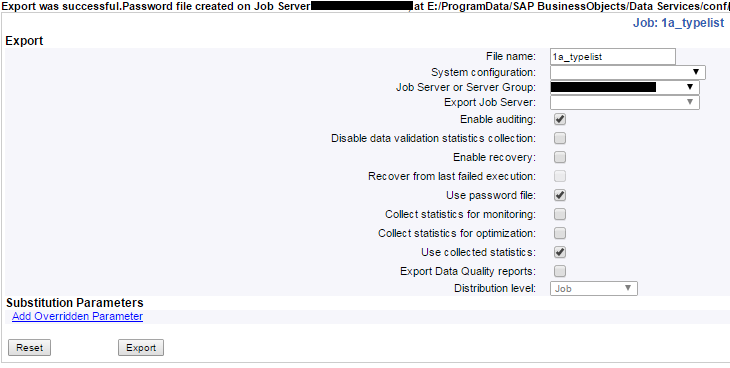 Export was successful.Password file created on Job Server at E:/ProgramData/SAP BusinessObjects/Data Services/conf/
Job: 1a_typelist
Export
File name: 1a_typelist
System configuration:
Job Server or Server Group:
Export Job Server:
Enable auditing:
Disable data validation statistics collection:
Enable recovery:
Recover from last failed execution:
Use password file:
Collect statistics for monitoring:
Collect statistics for optimization:
Use collected statistics:
Export Data Quality reports:
Distribution level: Job
Substitution Parameters
Add Overridden Parameter
Reset Export